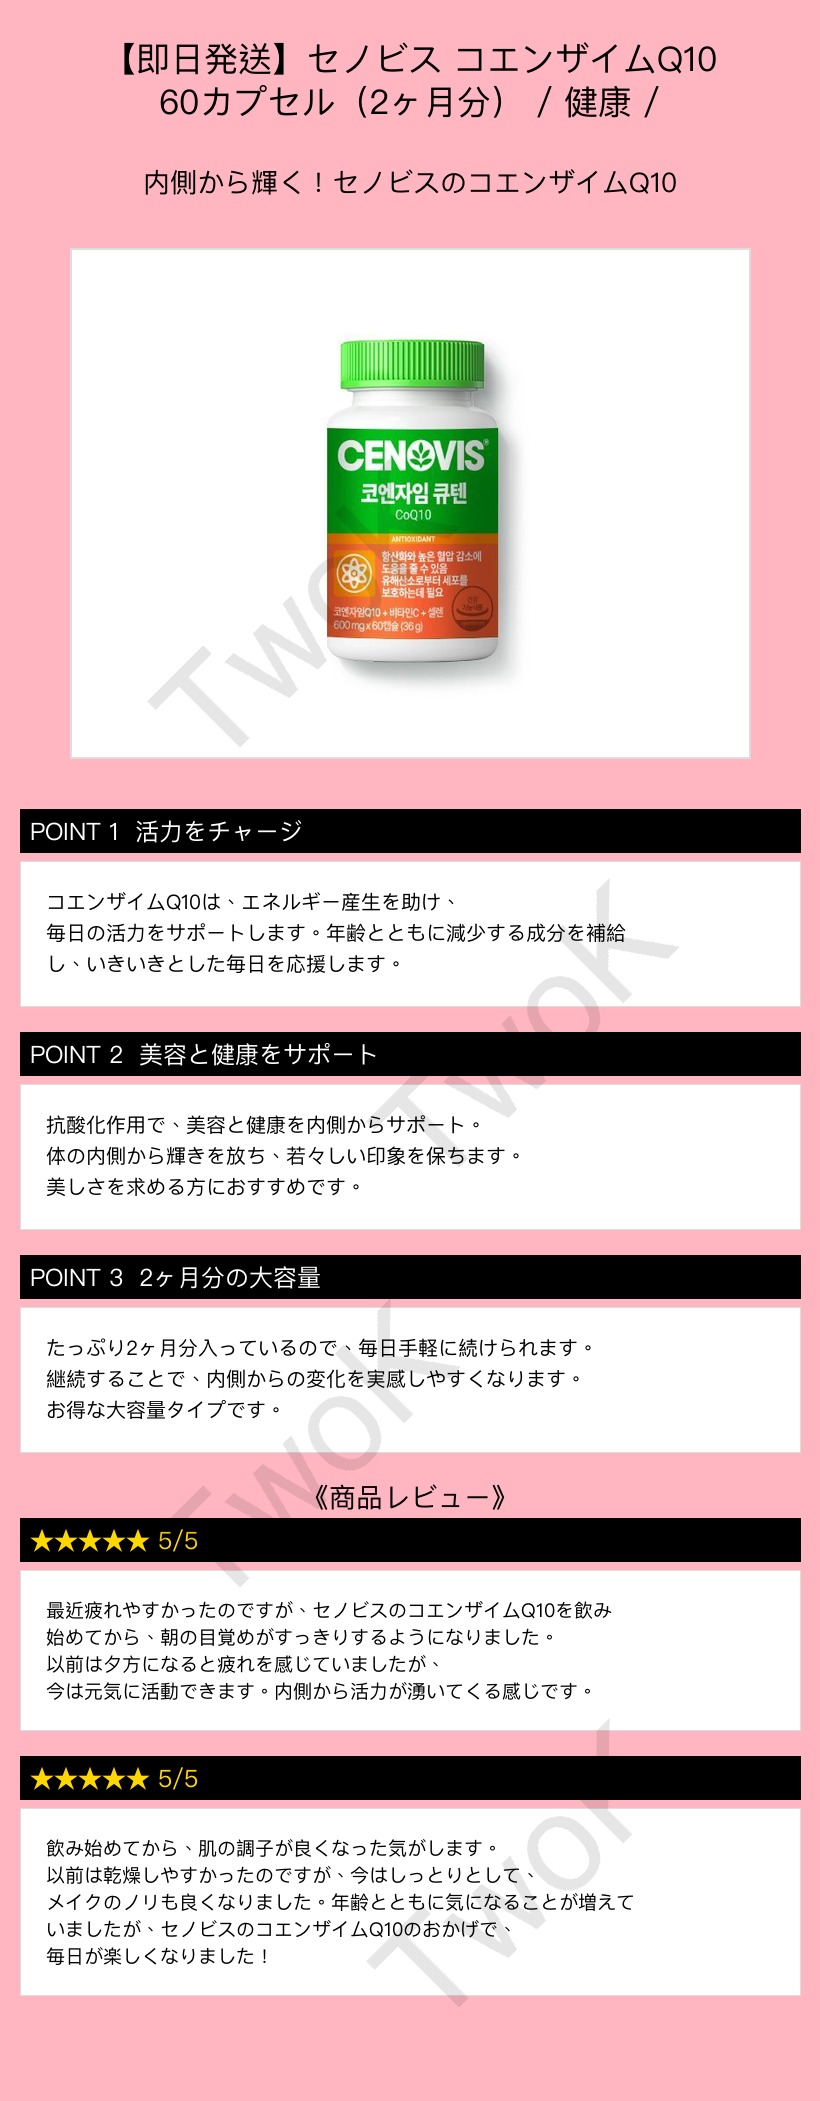 【即日発送】セノビス コエンザイムQ10
60カプセル（2ヶ月分） / 健康 /
内側から輝く！セノビスのコエンザイムQ10
CENOVIS®
코엔자임 큐텐
CoQ10
ANTIOXIDANT
항산화와 높은 혈압 감소에
도움을 줄 수 있음
유해산소로부터 세포를
보호하는데 필요
코엔자임Q10 + 비타민C + 셀렌
600 mg x 60캡슐 (36 g)
건강
기능식품
TwoK
POINT 1 活力をチャージ
コエンザイムQ10は、エネルギー産生を助け、
毎日の活力をサポートします。年齢とともに減少する成分を補給
し、いきいきとした毎日を応援します。
TwoK
POINT 2 美容と健康をサポート
抗酸化作用で、美容と健康を内側からサポート。
体の内側から輝きを放ち、若々しい印象を保ちます。
美しさを求める方におすすめです。
POINT 3 2ヶ月分の大容量
たっぷり2ヶ月分入っているので、毎日手軽に続けられます。
継続することで、内側からの変化を実感しやすくなります。
お得な大容量タイプです。
TwoK
《商品レビュー》
★★★★★ 5/5
最近疲れやすかったのですが、セノビスのコエンザイムQ10を飲み
始めてから、朝の目覚めがすっきりするようになりました。
以前は夕方になると疲れを感じていましたが、
今は元気に活動できます。内側から活力が湧いてくる感じです。
★★★★★ 5/5
飲み始めてから、肌の調子が良くなった気がします。
以前は乾燥しやすかったのですが、今はしっとりとして、
メイクのノリも良くなりました。年齢とともに気になることが増えて
いましたが、セノビスのコエンザイムQ10のおかげで、
毎日が楽しくなりました！
TwoK